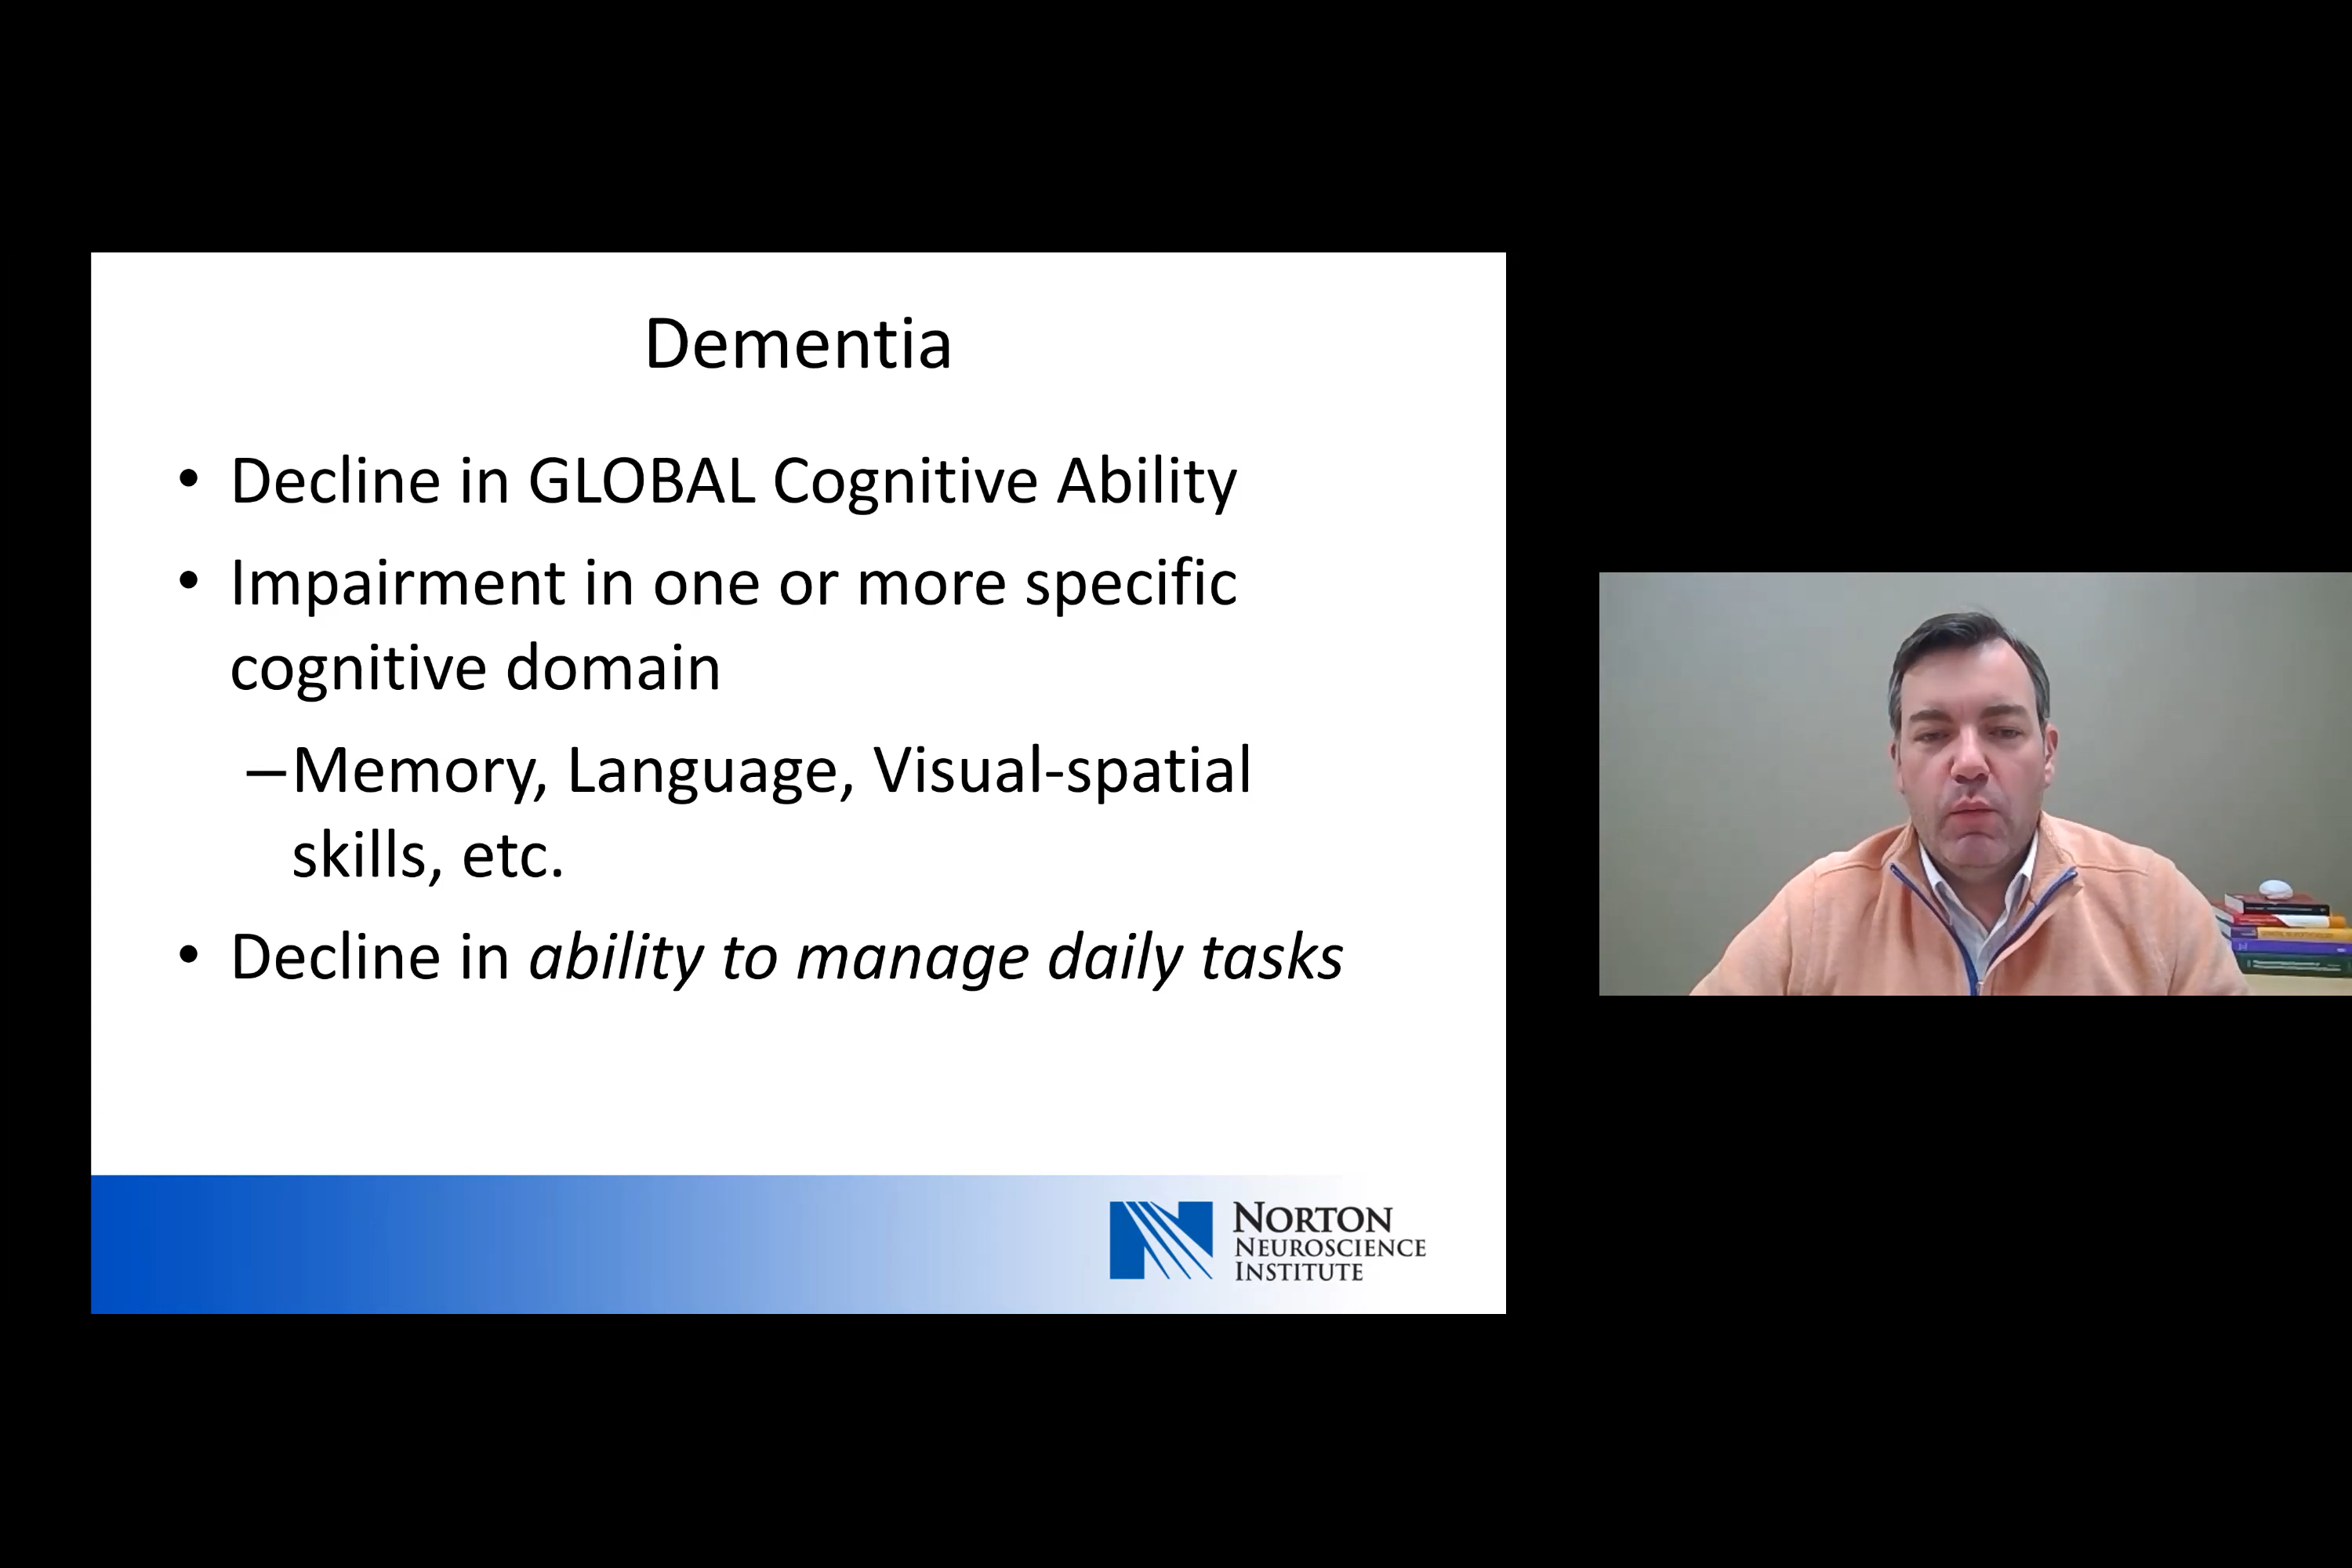 Dementia
• Decline in GLOBAL Cognitive Ability
• Impairment in one or more specific
cognitive domain
–Memory, Language, Visual-spatial
skills, etc.
• Decline in ability to manage daily tasks
NORTON
NEUROSCIENCE
INSTITUTE